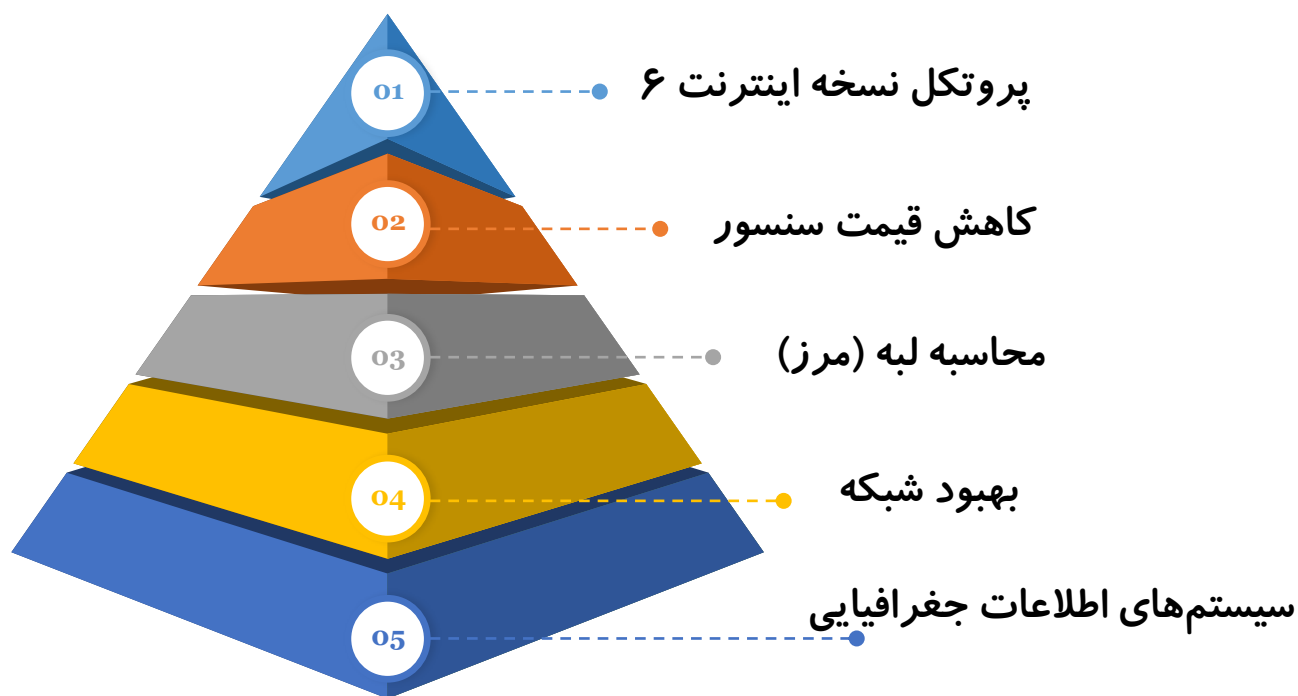 01
پروتکل نسخه اینترنت ۶
02
کاهش قیمت سنسور
03
محاسبه لبه (مرز)
04
بهبود شبکه
05
سیستم‌های اطلاعات جغرافیایی